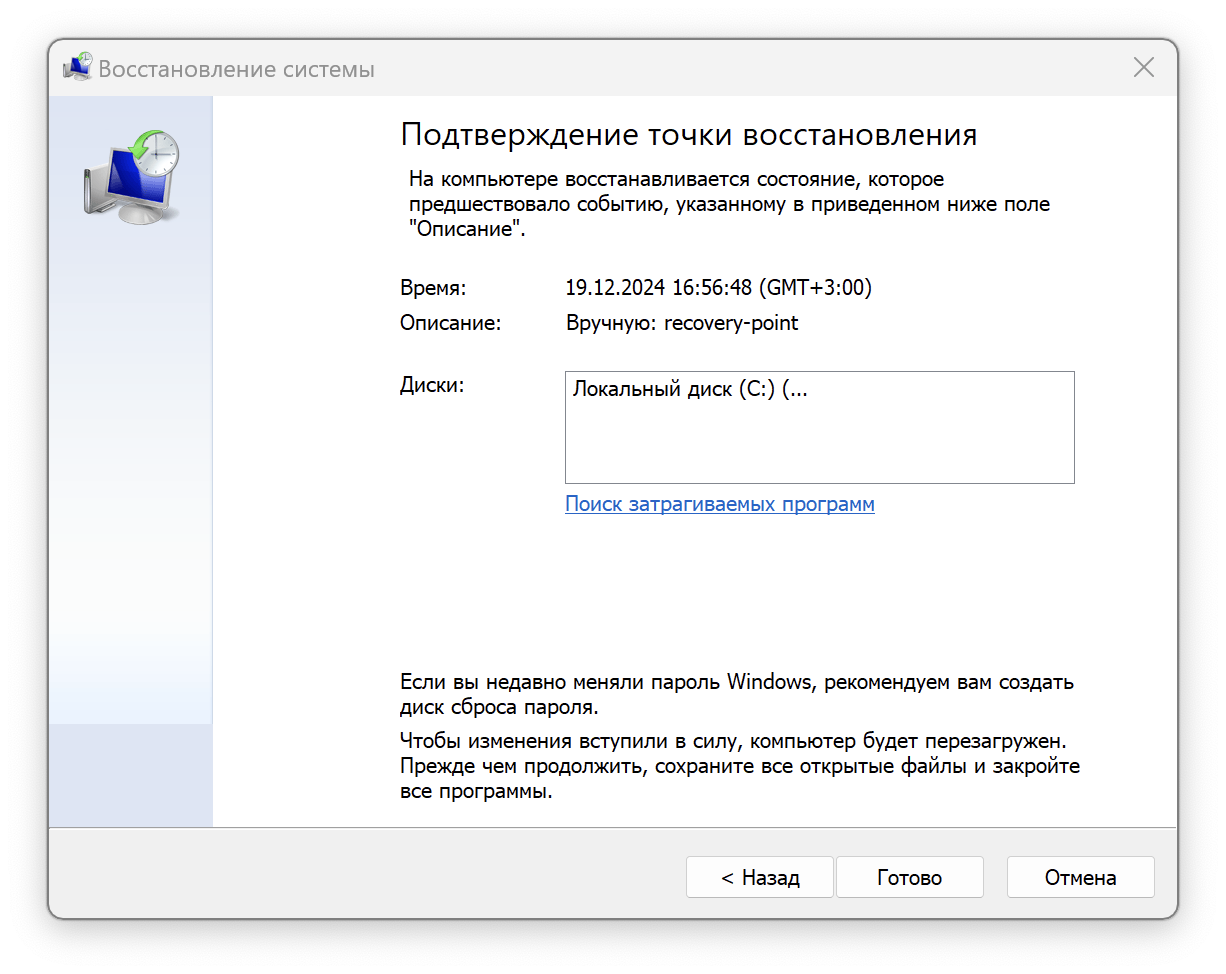 Восстановление системы
Подтверждение точки восстановления
На компьютере восстанавливается состояние, которое
предшествовало событию, указанному в приведенном ниже поле
"Описание".
Время: 19.12.2024 16:56:48 (GMT+3:00)
Описание: Вручную: recovery-point
Диски: Локальный диск (C:) (...
Поиск затрагиваемых программ
Если вы недавно меняли пароль Windows, рекомендуем вам создать
диск сброса пароля.
Чтобы изменения вступили в силу, компьютер будет перезагружен.
Прежде чем продолжить, сохраните все открытые файлы и закройте
все программы.
< Назад Готово Отмена